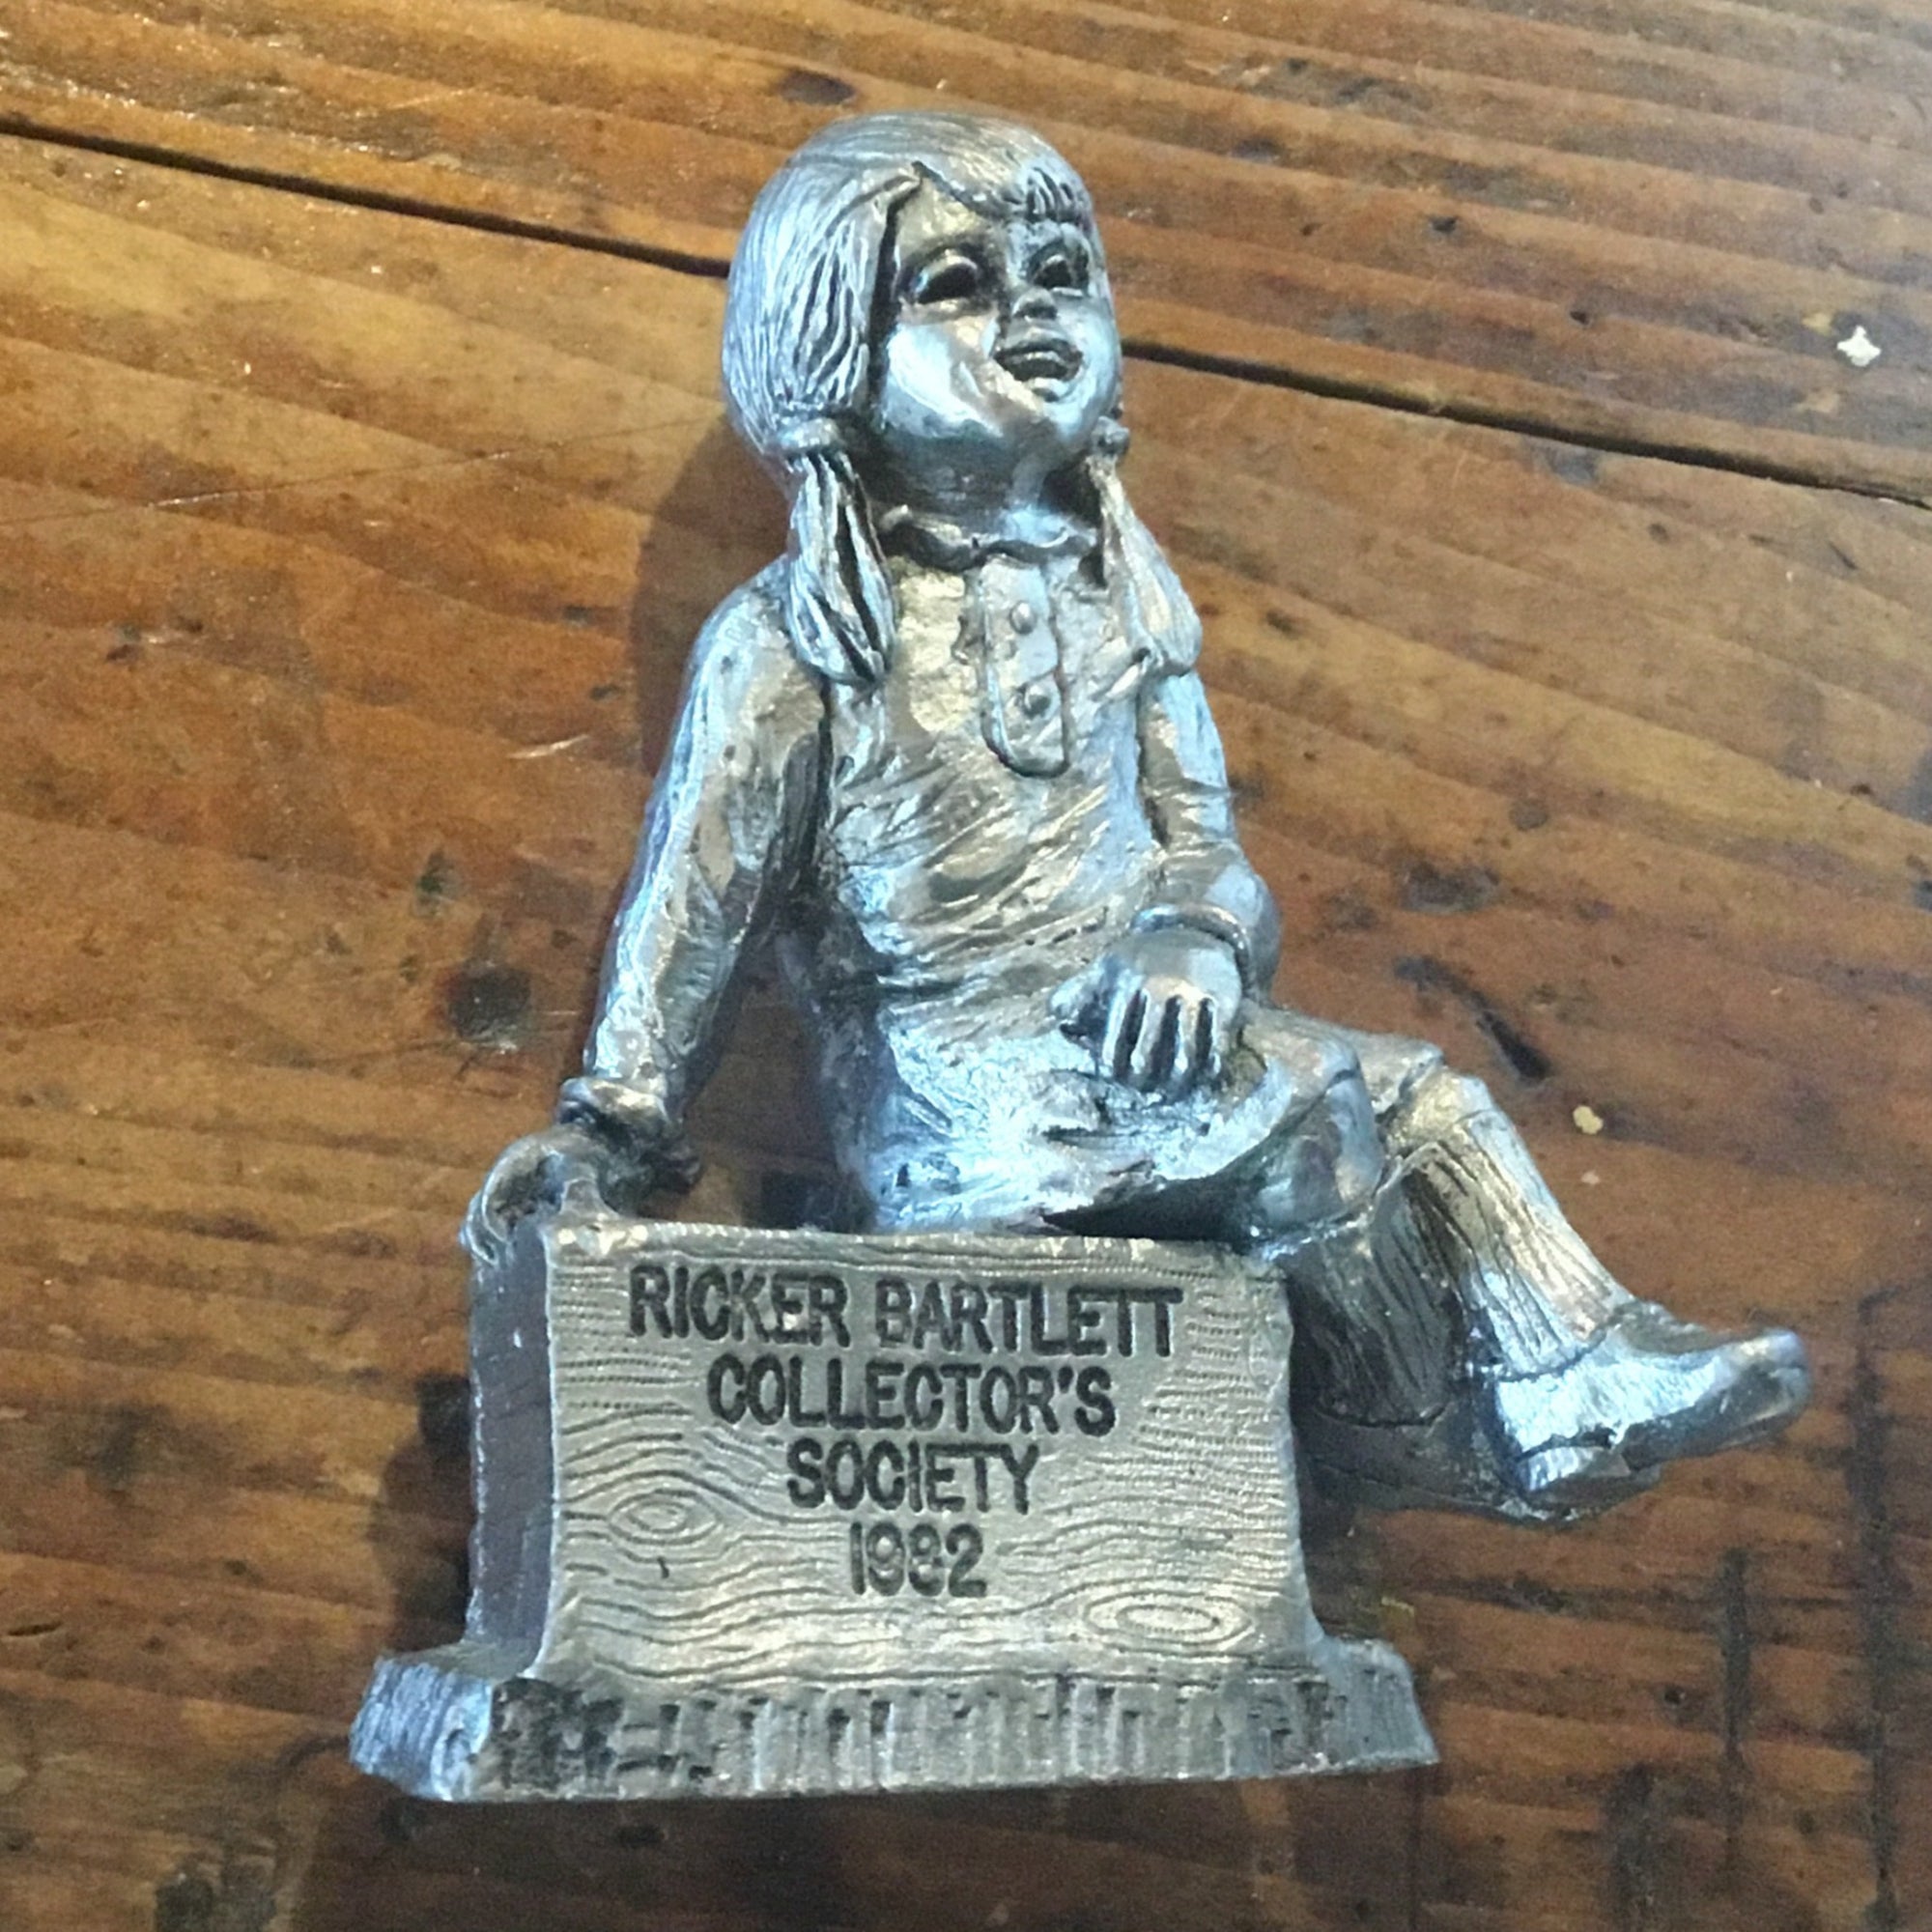 RICKER BARTLETT
COLLECTOR'S
SOCIETY
1982